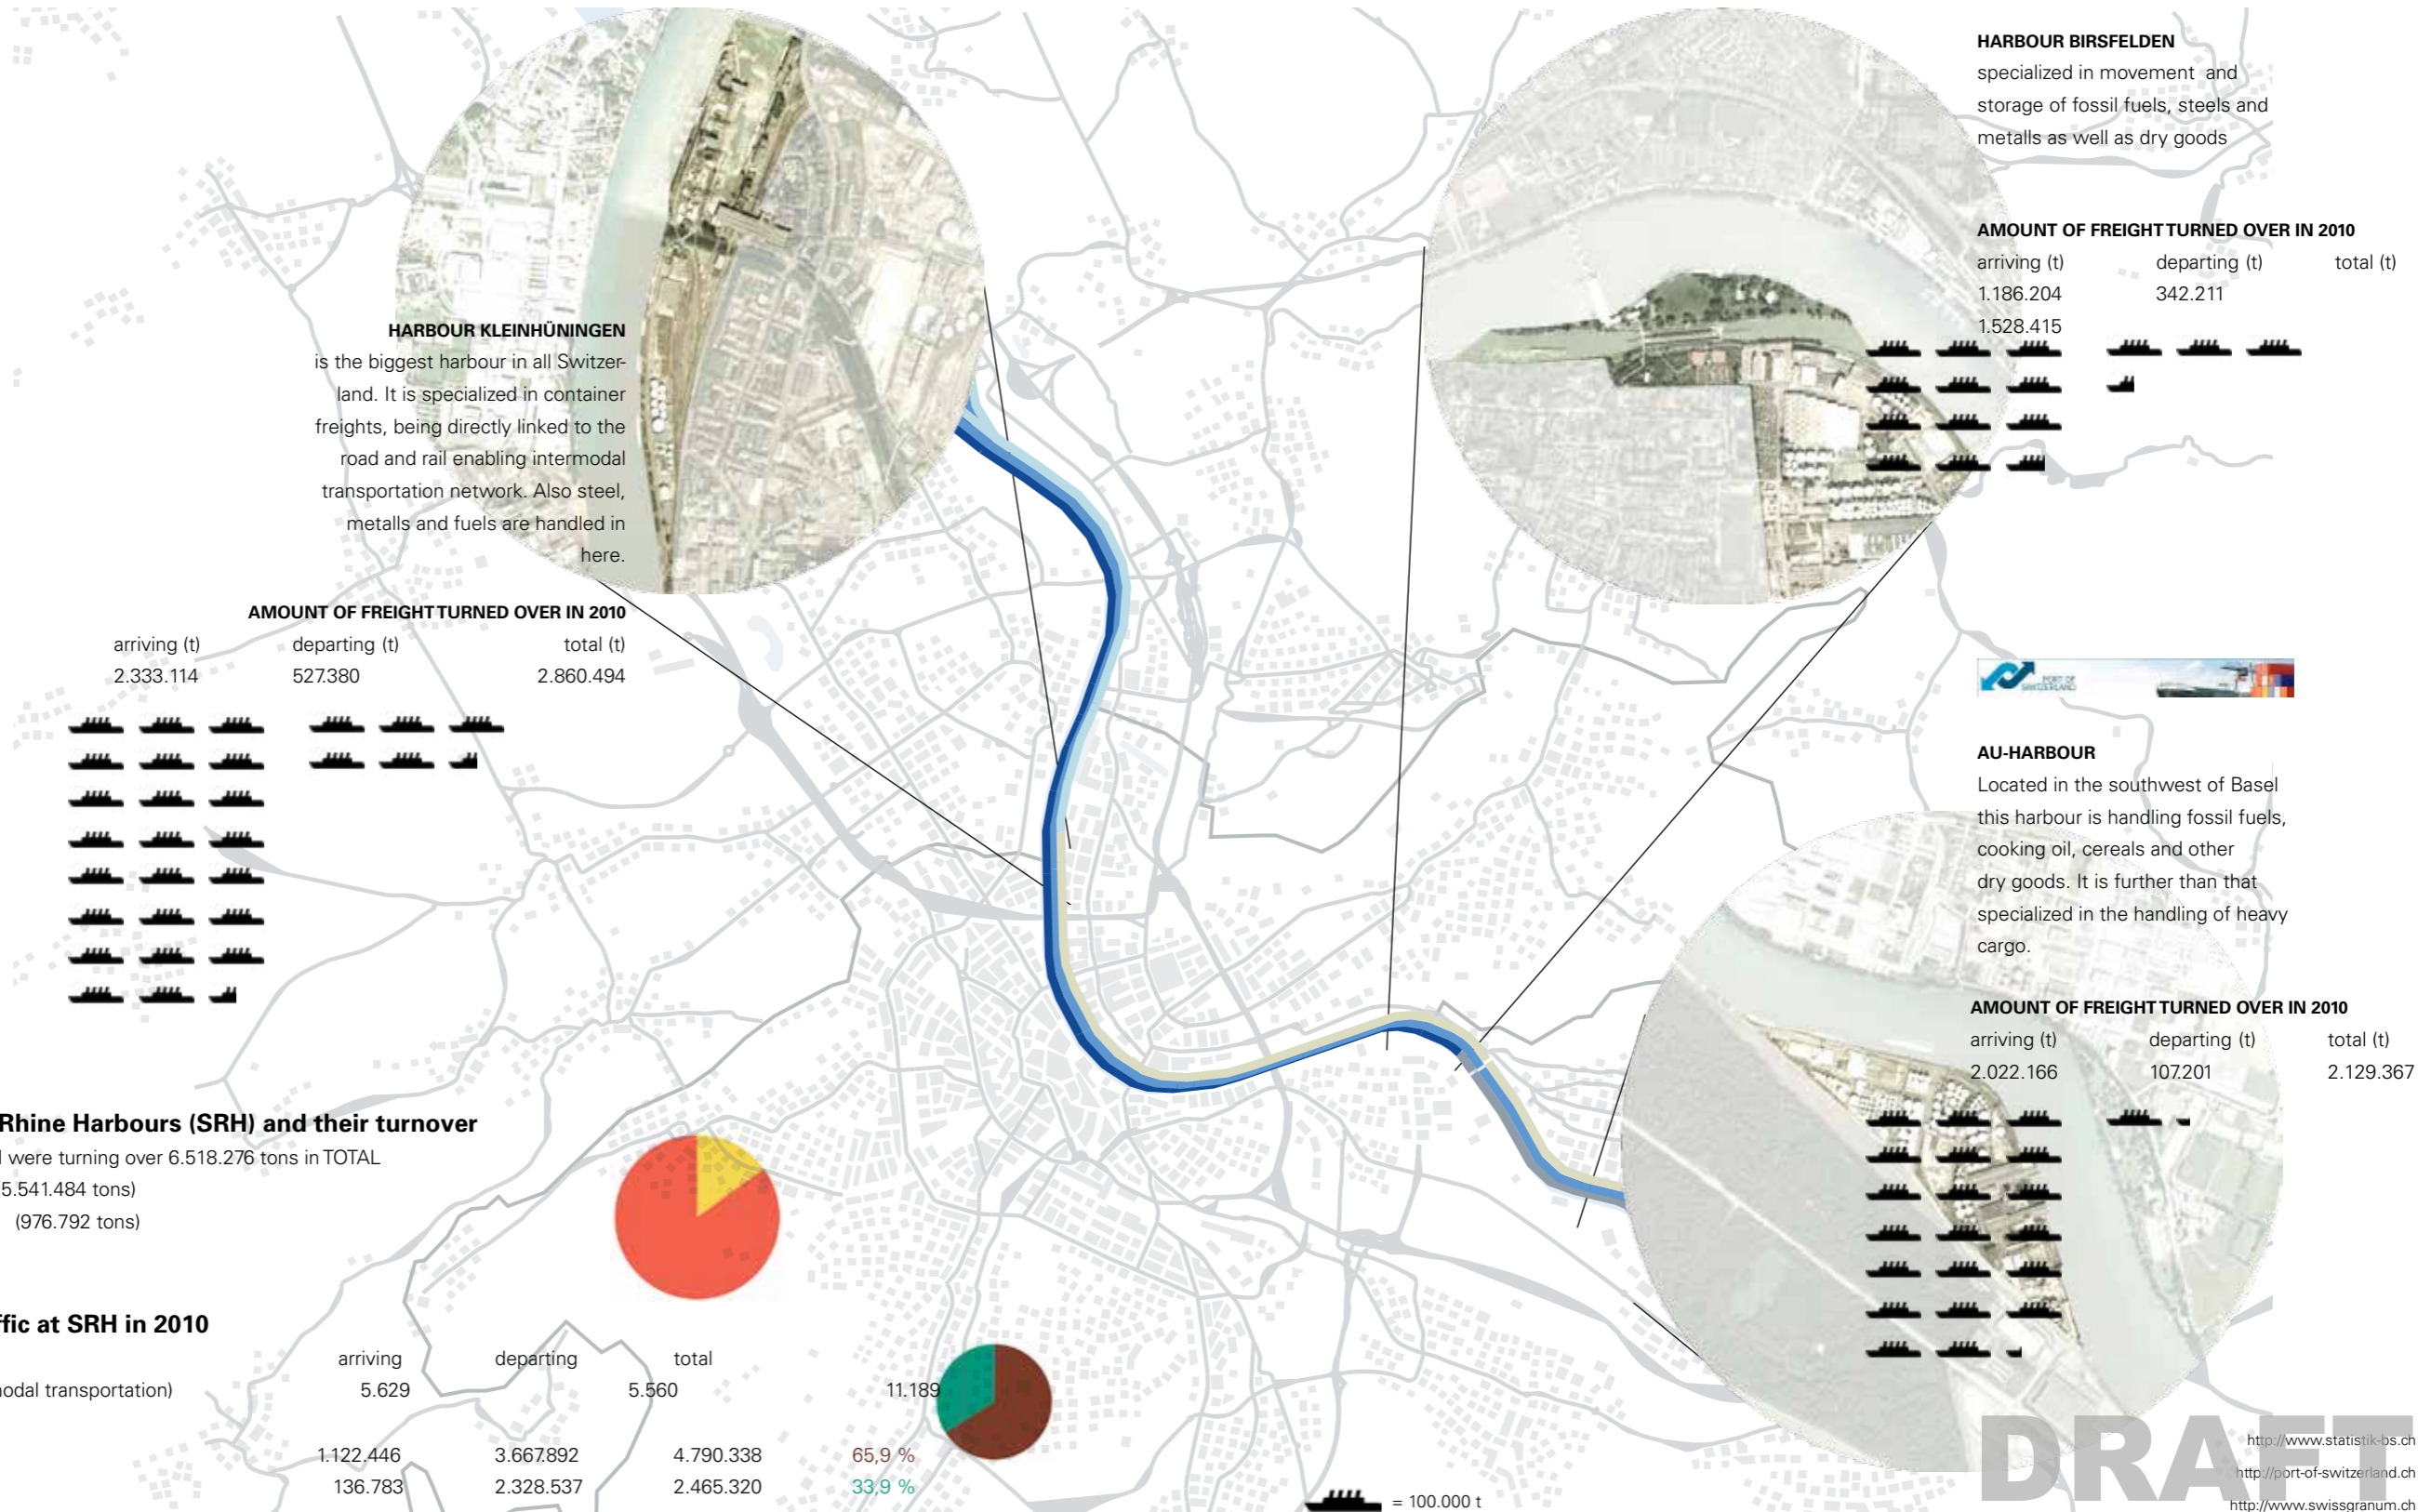 HARBOUR KLEINHÜNINGEN
is the biggest harbour in all Switzer-
land. It is specialized in container
freights, being directly linked to the
road and rail enabling intermodal
transportation network. Also steel,
metalls and fuels are handled in
here.
AMOUNT OF FREIGHT TURNED OVER IN 2010
arriving (t) departing (t) total (t)
2.333.114 527.380 2.860.494
HARBOUR BIRSFELDEN
specialized in movement and
storage of fossil fuels, steels and
metalls as well as dry goods
AMOUNT OF FREIGHT TURNED OVER IN 2010
arriving (t) departing (t) total (t)
1.186.204 342.211
1.528.415
PORT OF
SWITZERLAND
AU-HARBOUR
Located in the southwest of Basel
this harbour is handling fossil fuels,
cooking oil, cereals and other
dry goods. It is further than that
specialized in the handling of heavy
cargo.
AMOUNT OF FREIGHT TURNED OVER IN 2010
arriving (t) departing (t) total (t)
2.022.166 107.201 2.129.367
Rhine Harbours (SRH) and their turnover
were turning over 6.518.276 tons in TOTAL
5.541.484 tons)
(976.792 tons)
ffic at SRH in 2010
arriving departing total
nodal transportation) 5.629 5.560 11.189
1.122.446 3.667.892 4.790.338 65,9 %
136.783 2.328.537 2.465.320 33,9 %
= 100.000 t
DRAFT
http://www.statistik-bs.ch
http://port-of-switzerland.ch
http://www.swissgranum.ch